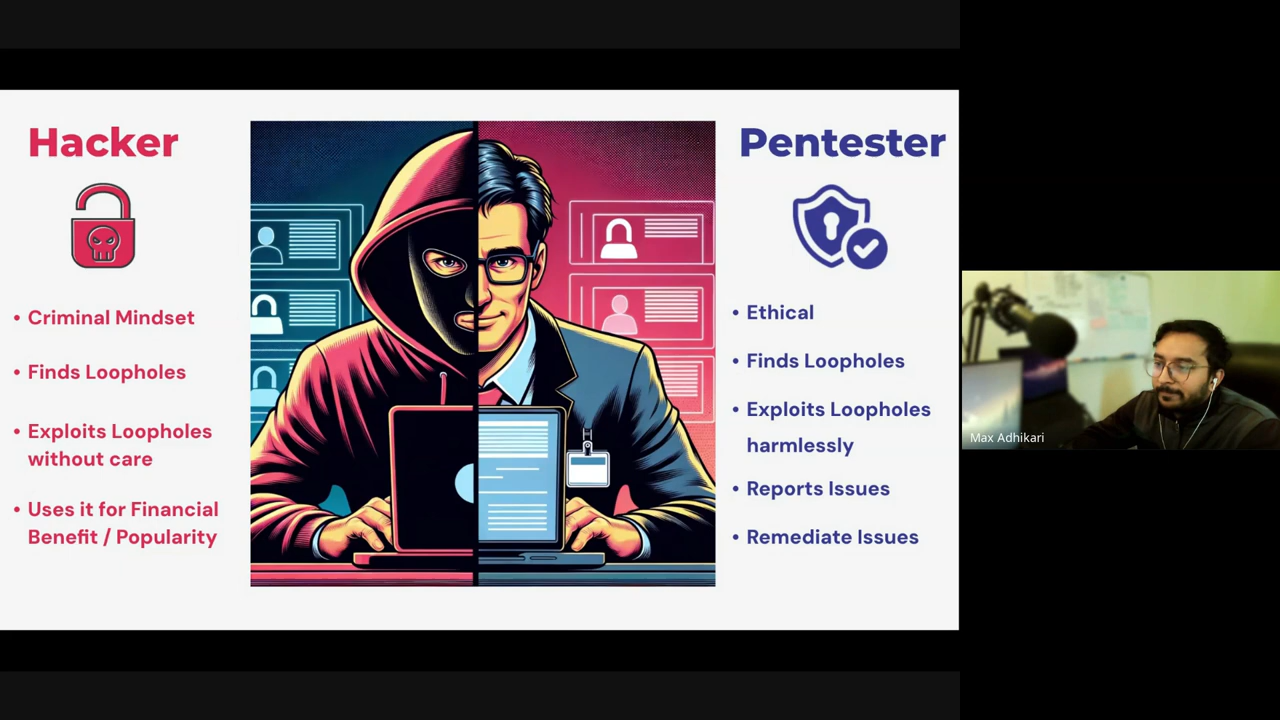 Hacker
• Criminal Mindset
• Finds Loopholes
• Exploits Loopholes
without care
• Uses it for Financial
Benefit / Popularity
Pentester
• Ethical
• Finds Loopholes
• Exploits Loopholes
harmlessly
• Reports Issues
• Remediate Issues
Max Adhikari